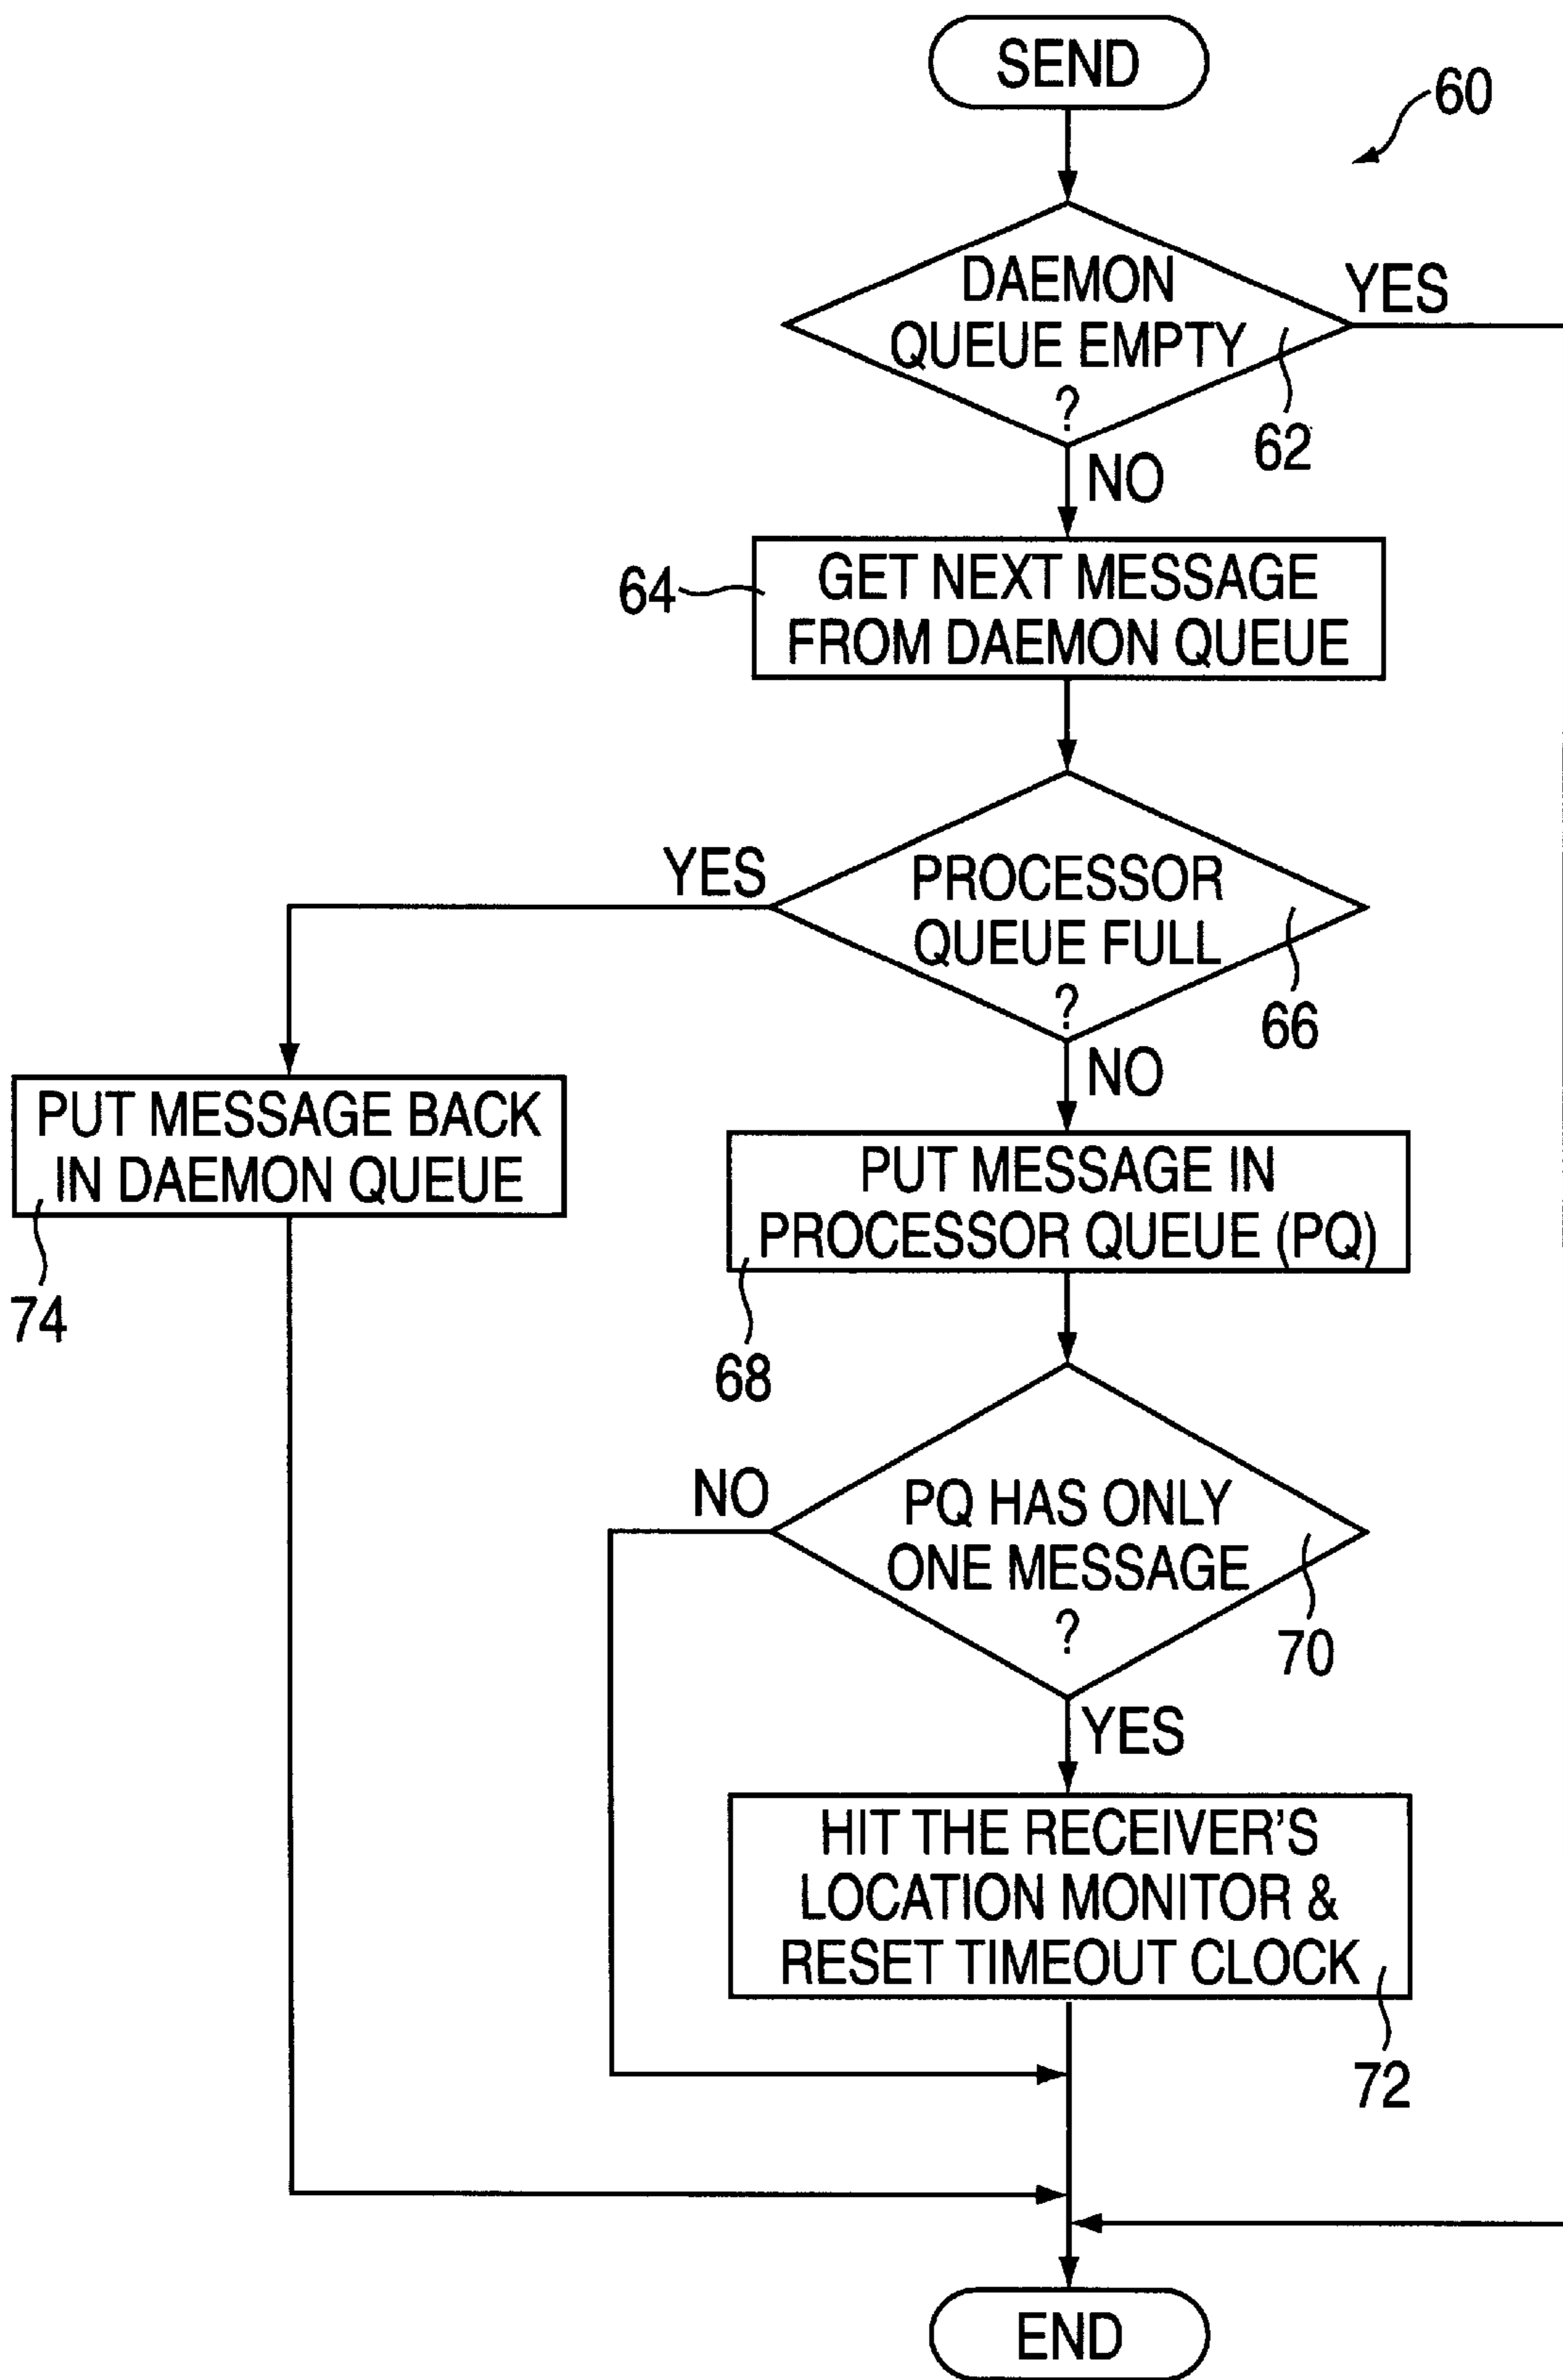 SEND
60
DAEMON
QUEUE EMPTY
?
YES
62
NO
64
GET NEXT MESSAGE
FROM DAEMON QUEUE
YES
PROCESSOR
QUEUE FULL
?
66
NO
PUT MESSAGE BACK
IN DAEMON QUEUE
74
PUT MESSAGE IN
PROCESSOR QUEUE (PQ)
68
NO
PQ HAS ONLY
ONE MESSAGE
?
70
YES
HIT THE RECEIVER'S
LOCATION MONITOR &
RESET TIMEOUT CLOCK
72
END